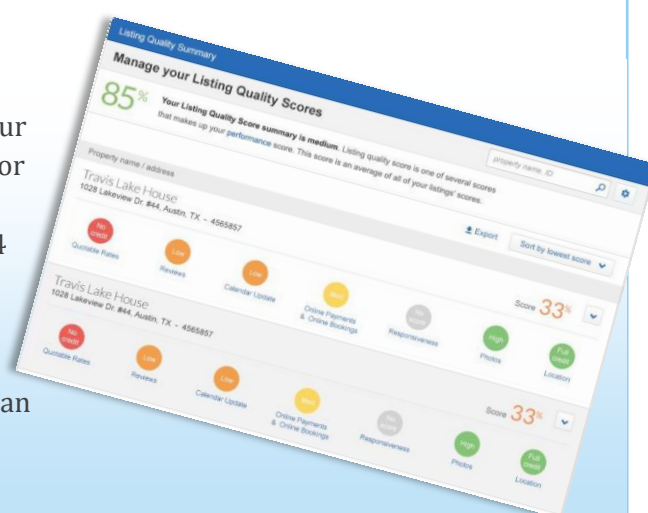 ur
or
4
an
Listing Quality Summary
Manage your Listing Quality Scores
85%
Your Listing Quality Score summary is medium. Listing quality score is one of several scores
that makes up your performance score. This score is an average of all of your listings' scores.
property name, ID
Property name / address
Export
Sort by lowest score
Travis Lake House
1028 Lakeview Dr. #44, Austin, TX - 4565857
Score 33%
No credit
Low
Low
Med
No score
High
Full credit
Quotable Rates
Reviews
Calendar Update
Online Payments & Online Bookings
Responsiveness
Photos
Location
Travis Lake House
1028 Lakeview Dr. #44, Austin, TX - 4565857
Score 33%
No credit
Low
Low
Med
No score
High
Full credit
Quotable Rates
Reviews
Calendar Update
Online Payments & Online Bookings
Responsiveness
Photos
Location